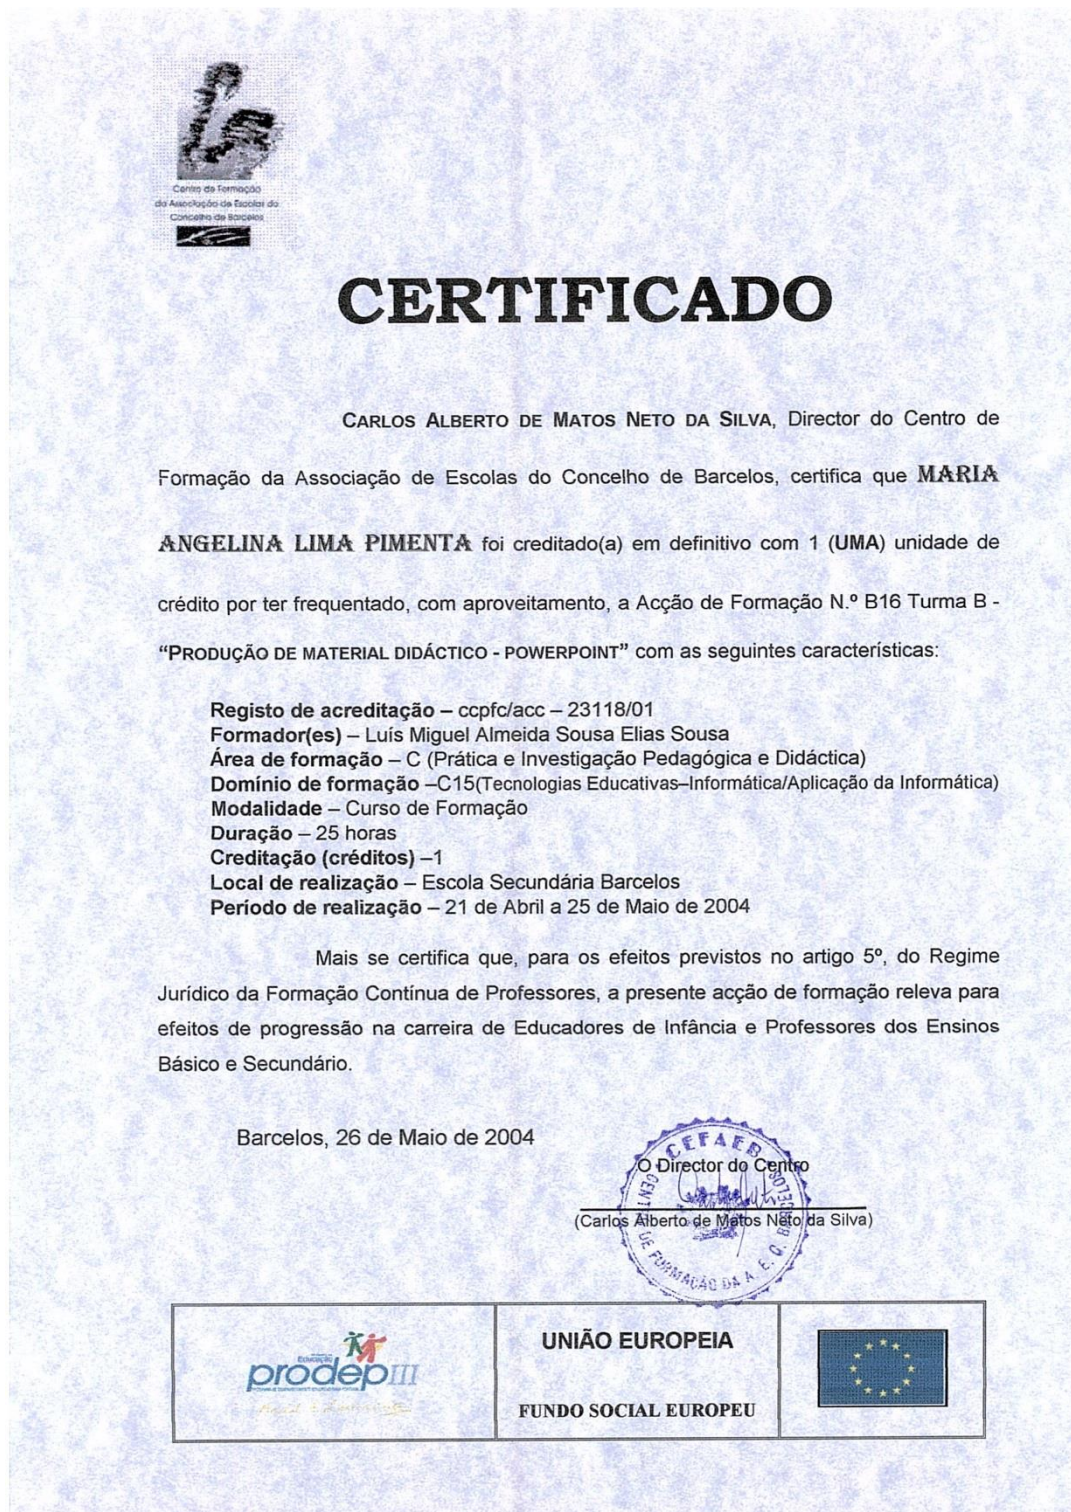 Centro de Formação
da Associação de Escolas do
Concelho de Barcelos
CERTIFICADO
CARLOS ALBERTO DE MATOS NETO DA SILVA, Director do Centro de
Formação da Associação de Escolas do Concelho de Barcelos, certifica que MARIA
ANGELINA LIMA PIMENTA foi creditado(a) em definitivo com 1 (UMA) unidade de
crédito por ter frequentado, com aproveitamento, a Acção de Formação N.º B16 Turma B -
“PRODUÇÃO DE MATERIAL DIDÁCTICO - POWERPOINT” com as seguintes características:
Registo de acreditação – ccpfc/acc – 23118/01
Formador(es) – Luís Miguel Almeida Sousa Elias Sousa
Área de formação – C (Prática e Investigação Pedagógica e Didáctica)
Domínio de formação –C15(Tecnologias Educativas–Informática/Aplicação da Informática)
Modalidade – Curso de Formação
Duração – 25 horas
Creditação (créditos) –1
Local de realização – Escola Secundária Barcelos
Período de realização – 21 de Abril a 25 de Maio de 2004
Mais se certifica que, para os efeitos previstos no artigo 5º, do Regime
Jurídico da Formação Contínua de Professores, a presente acção de formação releva para
efeitos de progressão na carreira de Educadores de Infância e Professores dos Ensinos
Básico e Secundário.
Barcelos, 26 de Maio de 2004
CEFAEB
O Director do Centro
(Carlos Alberto de Matos Neto da Silva)
DE FORMAÇÃO DA A. E. Q. BARCELOS
Educação
prodep III
UNIÃO EUROPEIA
FUNDO SOCIAL EUROPEU